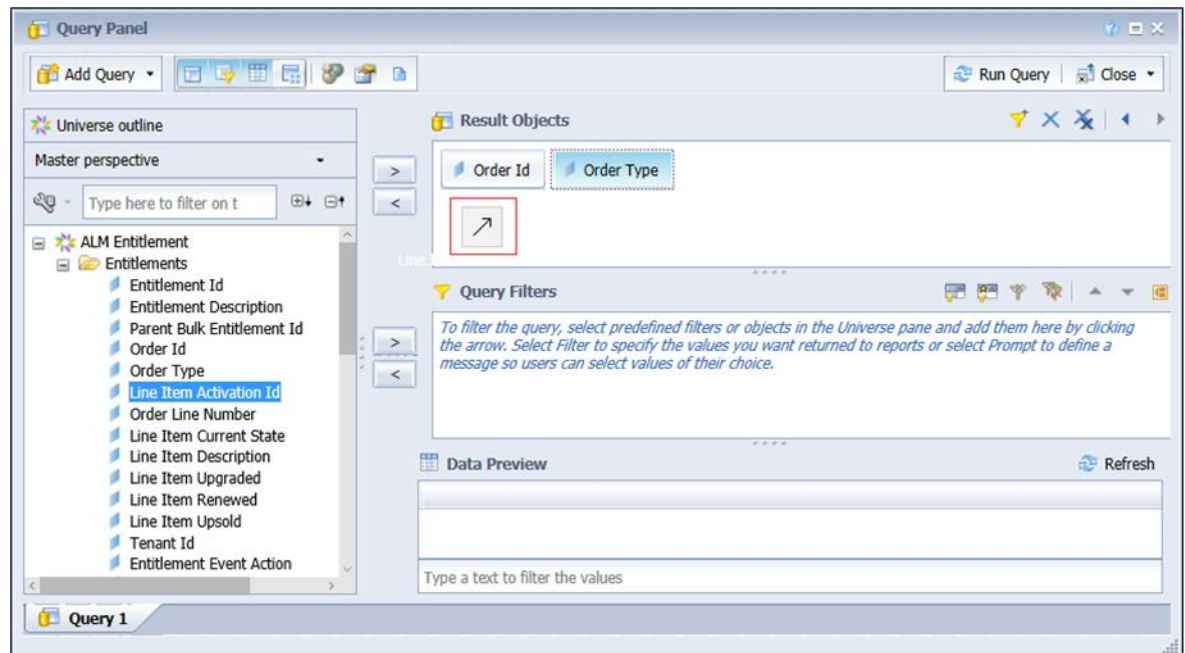 Query Panel
Add Query
Run Query
Close
Universe outline
Master perspective
Type here to filter on t
ALM Entitlement
Entitlements
Entitlement Id
Entitlement Description
Parent Bulk Entitlement Id
Order Id
Order Type
Line Item Activation Id
Order Line Number
Line Item Current State
Line Item Description
Line Item Upgraded
Line Item Renewed
Line Item Upsold
Tenant Id
Entitlement Event Action
>
<
>
<
Result Objects
Order Id
Order Type
Line
Query Filters
To filter the query, select predefined filters or objects in the Universe pane and add them here by clicking
the arrow. Select Filter to specify the values you want returned to reports or select Prompt to define a
message so users can select values of their choice.
Data Preview
Refresh
Type a text to filter the values
Query 1